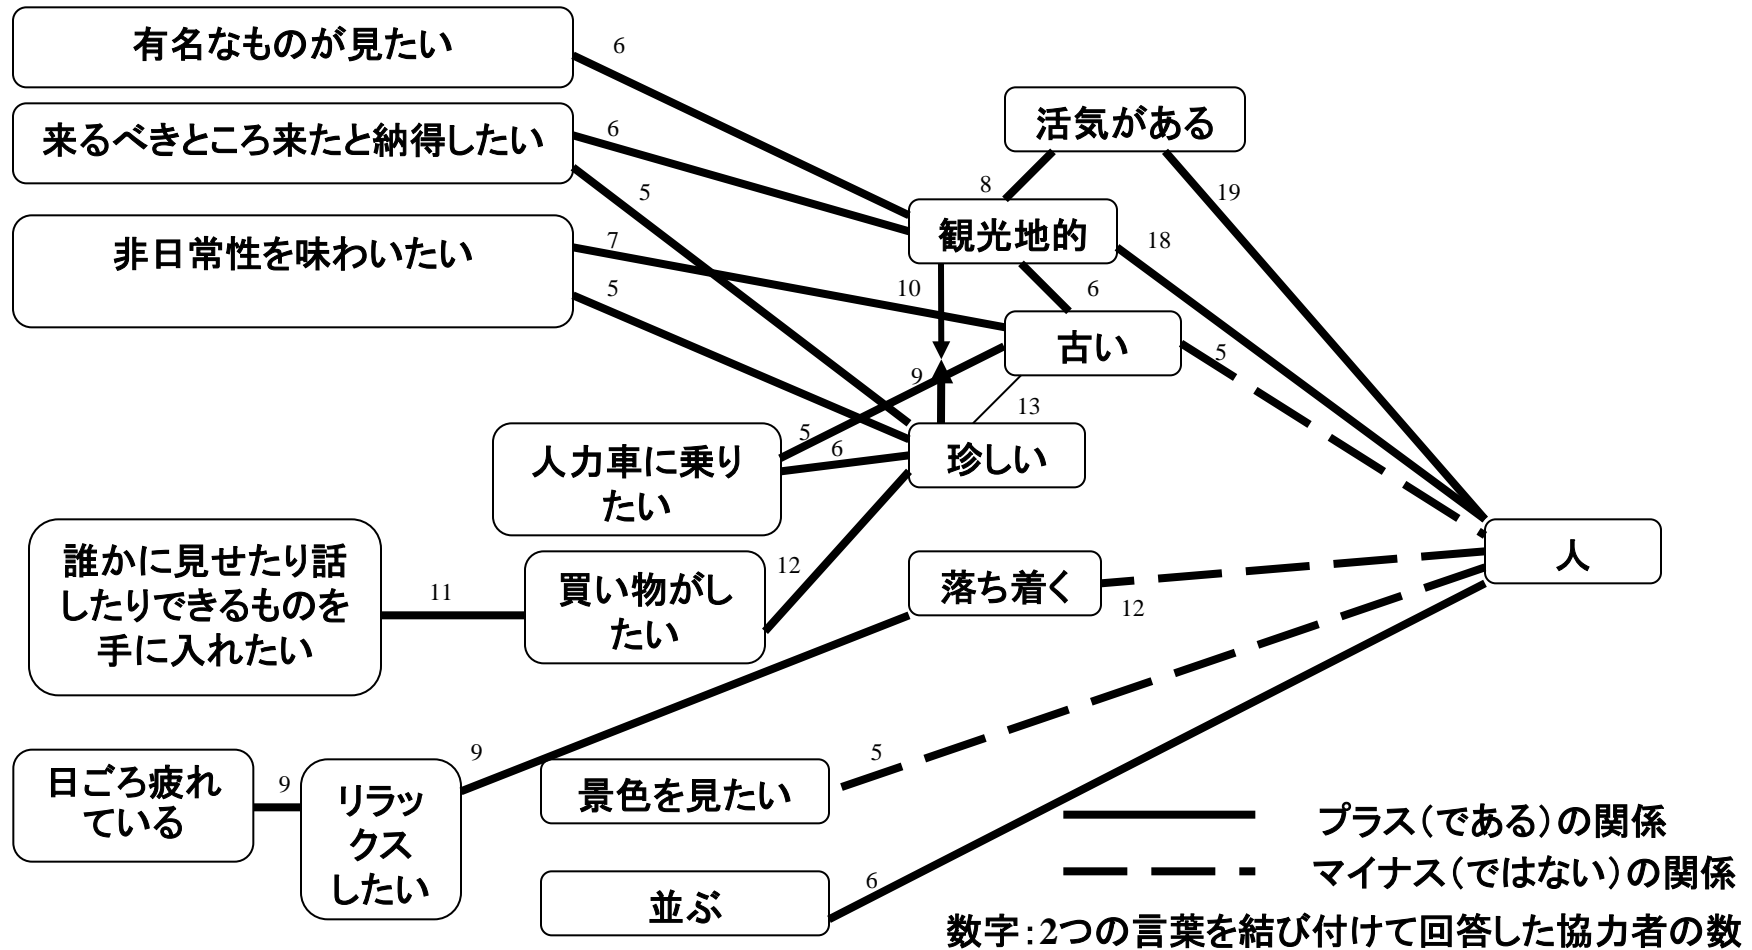 有名なものが見たい
6
来るべきところ来たと納得したい
6
5
活気がある
8
19
観光地的
18
非日常性を味わいたい
7
5
10
6
古い
5
9
13
人力車に乗り
たい
5
6
珍しい
人
誰かに見せたり話
したりできるものを
手に入れたい
11
買い物がし
たい
12
落ち着く
12
日ごろ疲れ
ている
9
リラッ
クス
したい
9
景色を見たい
5
並ぶ
6
プラス(である)の関係
マイナス(ではない)の関係
数字:2つの言葉を結び付けて回答した協力者の数